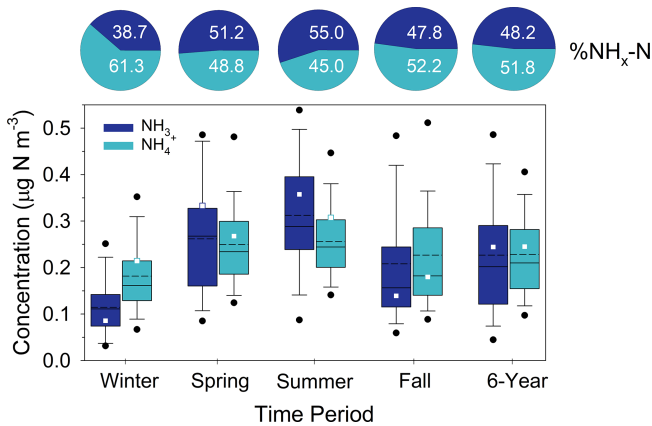 38.7 51.2 55.0 47.8 48.2
61.3 48.8 45.0 52.2 51.8
%NHₓ-N
Concentration (μg N m⁻³)
0.5
0.4
0.3
0.2
0.1
0.0
NH₃
NH₄⁺
Winter Spring Summer Fall 6-Year
Time Period